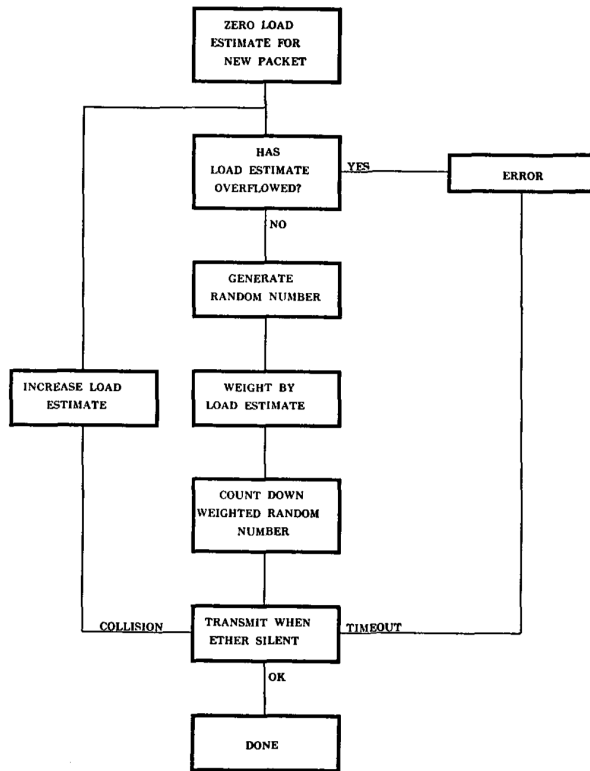 ZERO LOAD
ESTIMATE FOR
NEW PACKET
HAS
LOAD ESTIMATE
OVERFLOWED?
YES
ERROR
NO
GENERATE
RANDOM NUMBER
INCREASE LOAD
ESTIMATE
WEIGHT BY
LOAD ESTIMATE
COUNT DOWN
WEIGHTED RANDOM
NUMBER
COLLISION
TRANSMIT WHEN
ETHER SILENT
TIMEOUT
OK
DONE